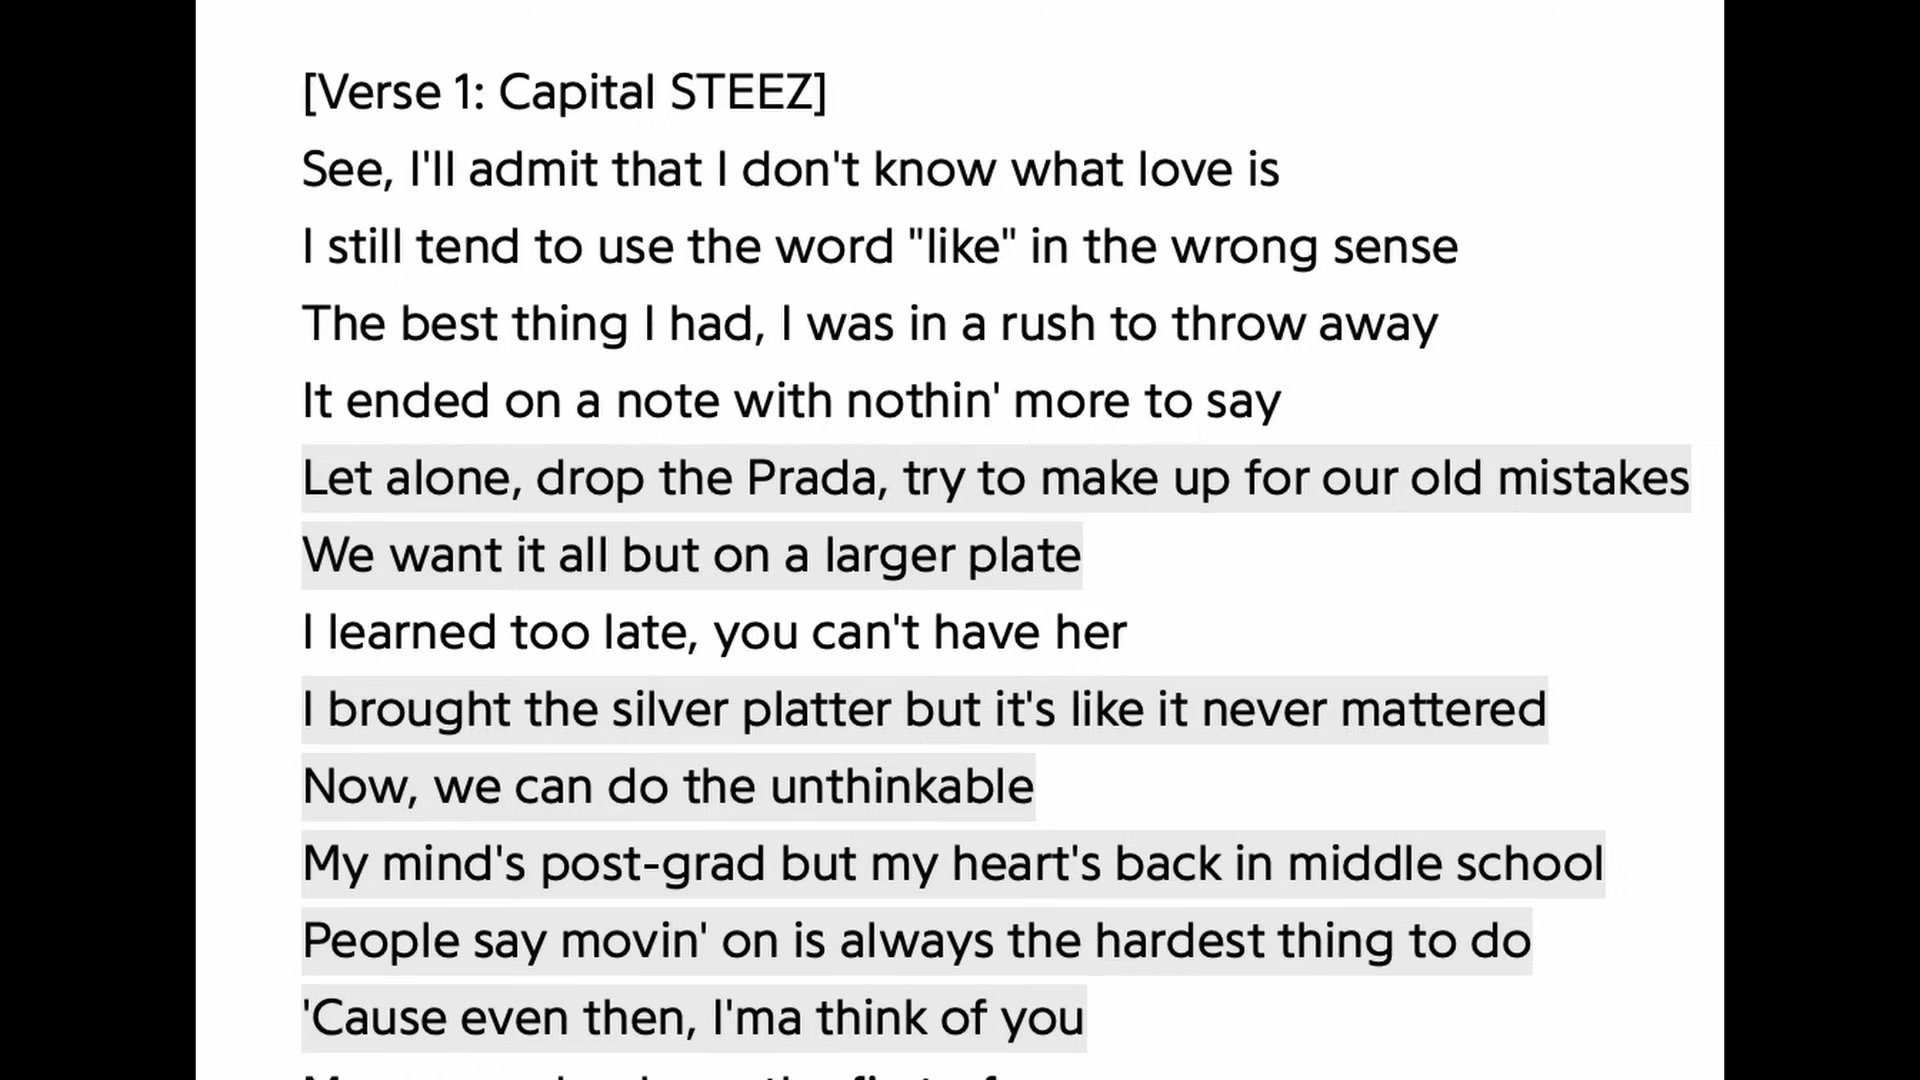 [Verse 1: Capital STEEZ]
See, I'll admit that I don't know what love is
I still tend to use the word "like" in the wrong sense
The best thing I had, I was in a rush to throw away
It ended on a note with nothin' more to say
Let alone, drop the Prada, try to make up for our old mistakes
We want it all but on a larger plate
I learned too late, you can't have her
I brought the silver platter but it's like it never mattered
Now, we can do the unthinkable
My mind's post-grad but my heart's back in middle school
People say movin' on is always the hardest thing to do
'Cause even then, I'ma think of you